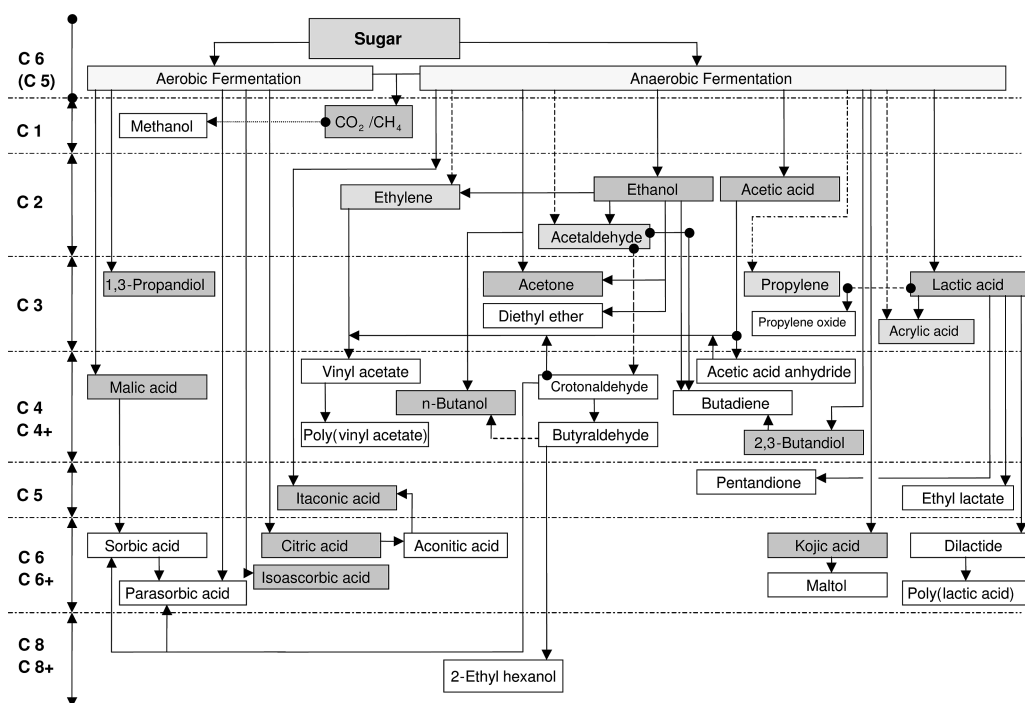 Sugar
C 6
(C 5)
Aerobic Fermentation
Anaerobic Fermentation
C 1
Methanol
CO2 /CH4
C 2
Ethylene
Ethanol
Acetic acid
Acetaldehyde
C 3
1,3-Propandiol
Acetone
Propylene
Lactic acid
Diethyl ether
Propylene oxide
Acrylic acid
C 4
C 4+
Malic acid
Vinyl acetate
Crotonaldehyde
Acetic acid anhydride
n-Butanol
Butadiene
Poly(vinyl acetate)
Butyraldehyde
2,3-Butandiol
C 5
Itaconic acid
Pentandione
Ethyl lactate
C 6
C 6+
Sorbic acid
Citric acid
Aconitic acid
Kojic acid
Dilactide
Parasorbic acid
Isoascorbic acid
Maltol
Poly(lactic acid)
C 8
C 8+
2-Ethyl hexanol